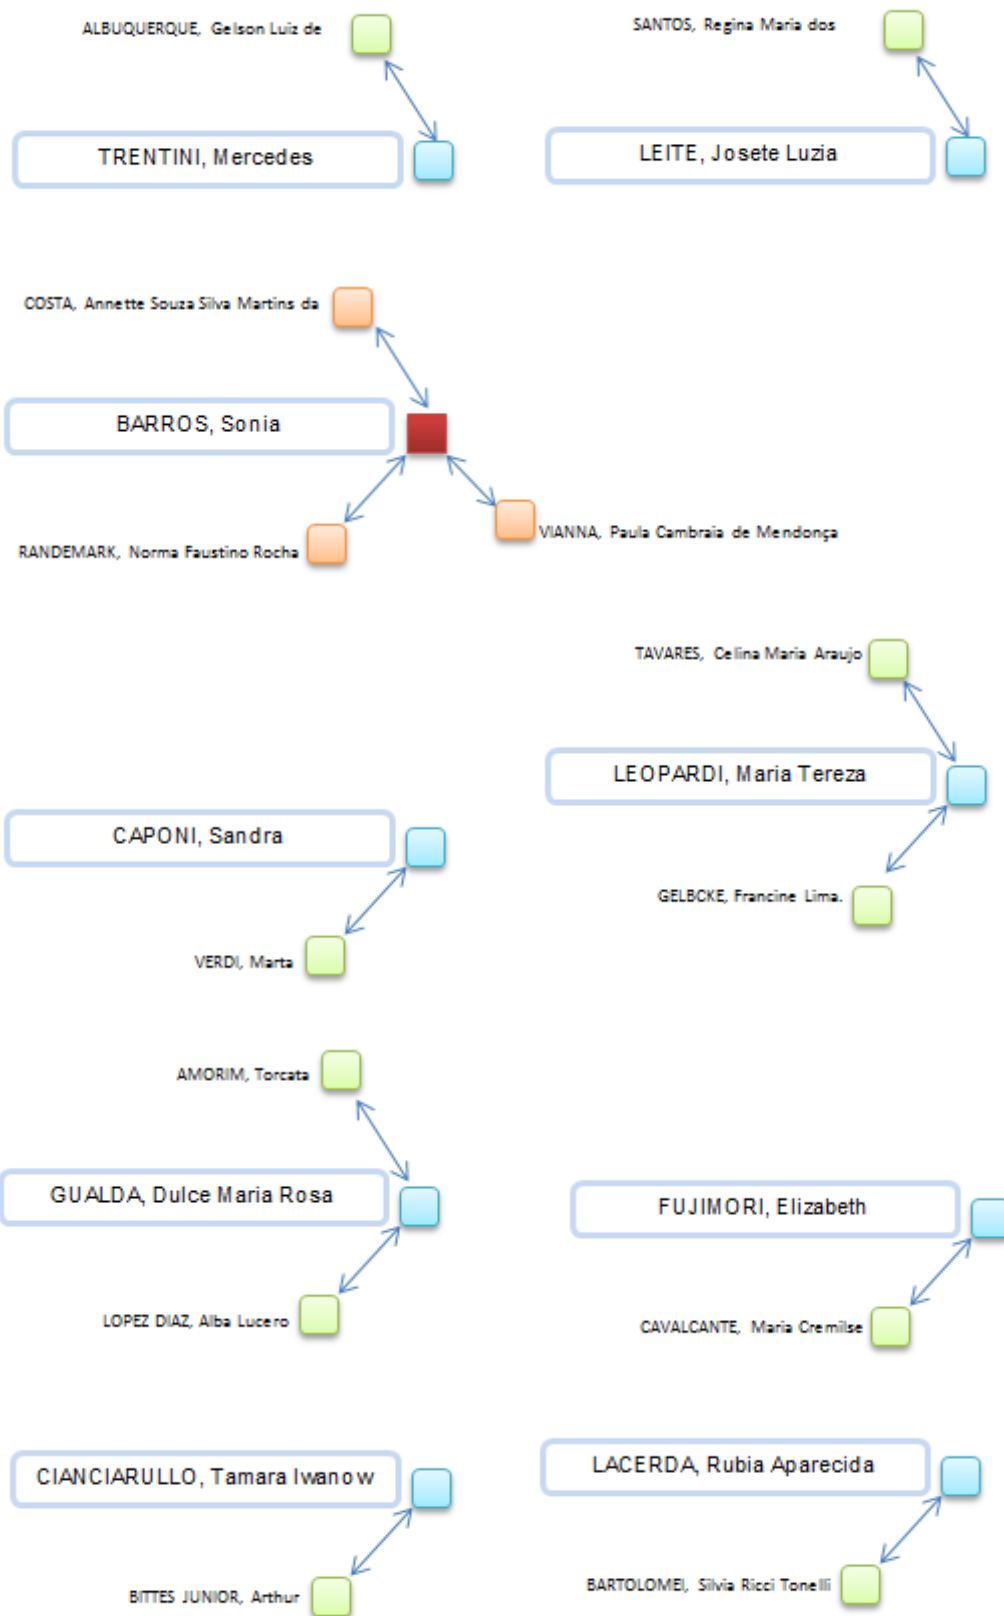 ALBUQUERQUE, Gelson Luiz de
SANTOS, Regina Maria dos
TRENTINI, Mercedes
LEITE, Josete Luzia
COSTA, Annette Souza Silva Martins da
BARROS, Sonia
VIANNA, Paula Cambraia de Mendonça
RANDEMARK, Norma Faustino Rocha
TAVARES, Celina Maria Araujo
LEOPARDI, Maria Tereza
CAPONI, Sandra
GELBCKE, Francine Lima.
VERDI, Marta
AMORIM, Torcata
GUALDA, Dulce Maria Rosa
FUJIMORI, Elizabeth
LOPEZ DIAZ, Alba Lucero
CAVALCANTE, Maria Cremilse
CIANCIARULLO, Tamara Iwanow
LACERDA, Rubia Aparecida
BITTES JUNIOR, Arthur
BARTOLOMEI, Silvia Ricci Tonelli